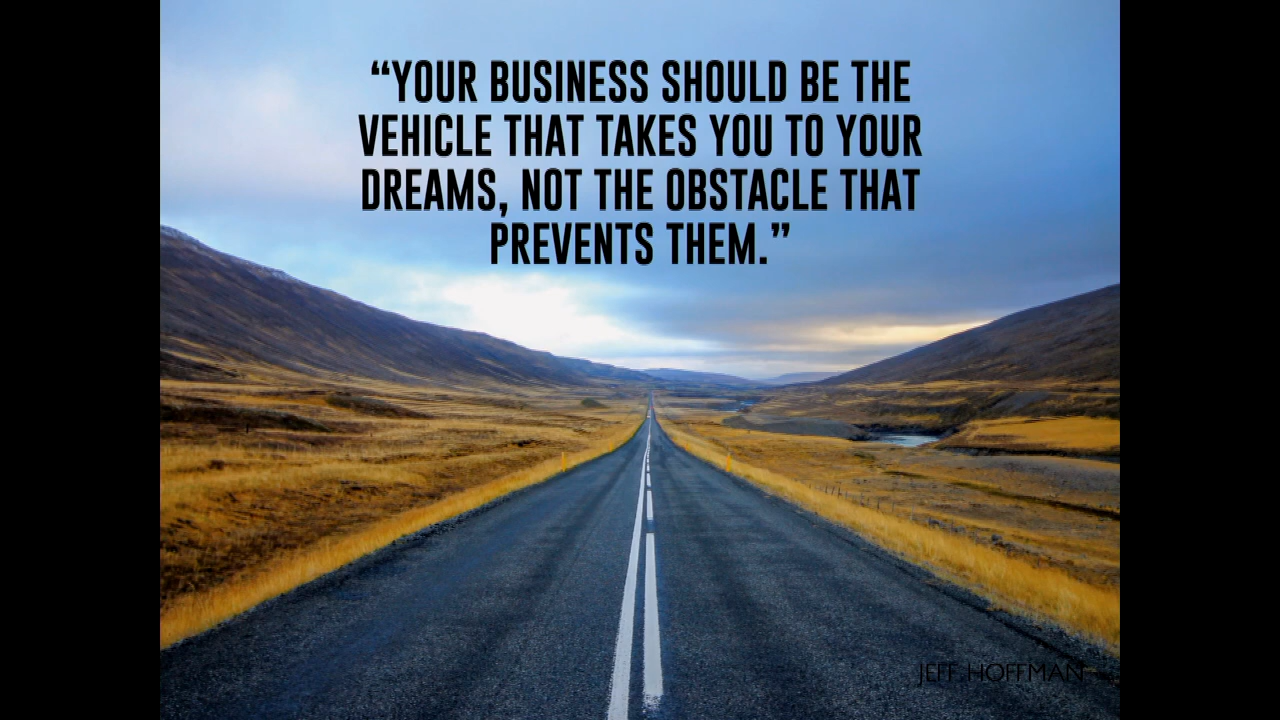 “YOUR BUSINESS SHOULD BE THE
VEHICLE THAT TAKES YOU TO YOUR
DREAMS, NOT THE OBSTACLE THAT
PREVENTS THEM.”
JEFF HOFFMAN